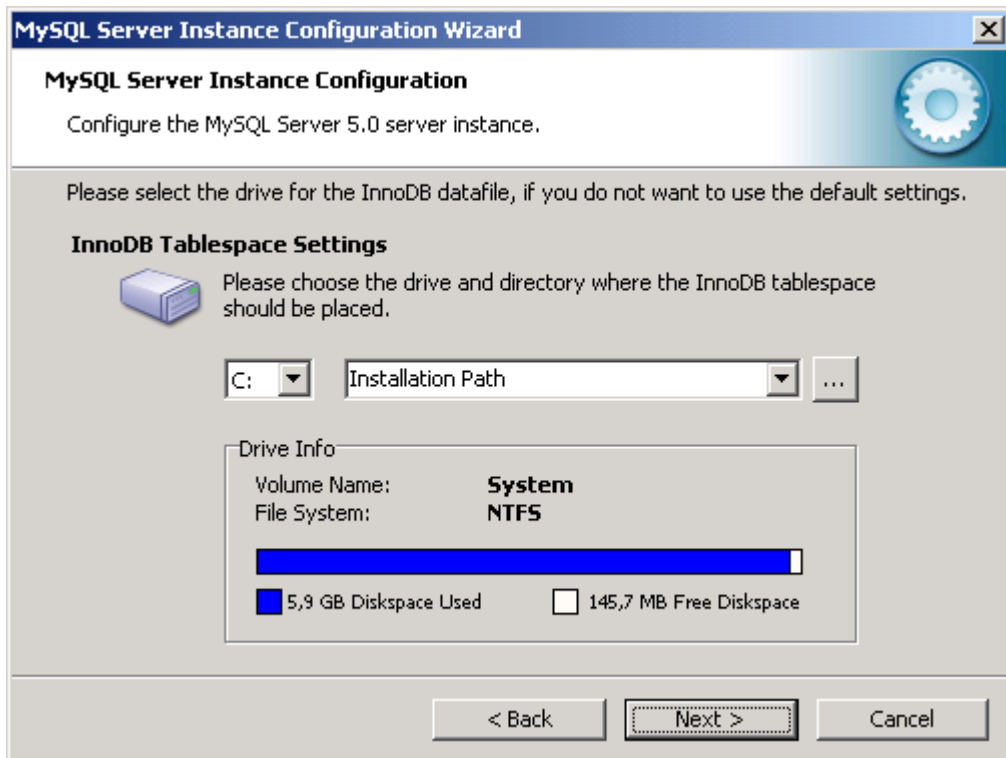 MySQL Server Instance Configuration Wizard
MySQL Server Instance Configuration
Configure the MySQL Server 5.0 server instance.
Please select the drive for the InnoDB datafile, if you do not want to use the default settings.
InnoDB Tablespace Settings
Please choose the drive and directory where the InnoDB tablespace
should be placed.
C: Installation Path ...
Drive Info
Volume Name: System
File System: NTFS
5,9 GB Diskspace Used 145,7 MB Free Diskspace
< Back Next > Cancel